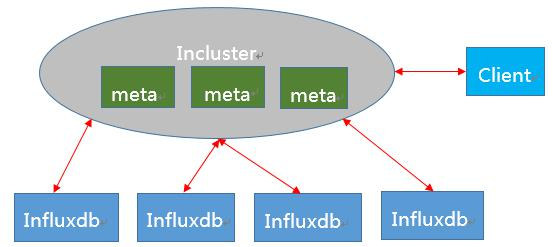 Incluster
meta
meta
meta
Client
Influxdb
Influxdb
Influxdb
Influxdb